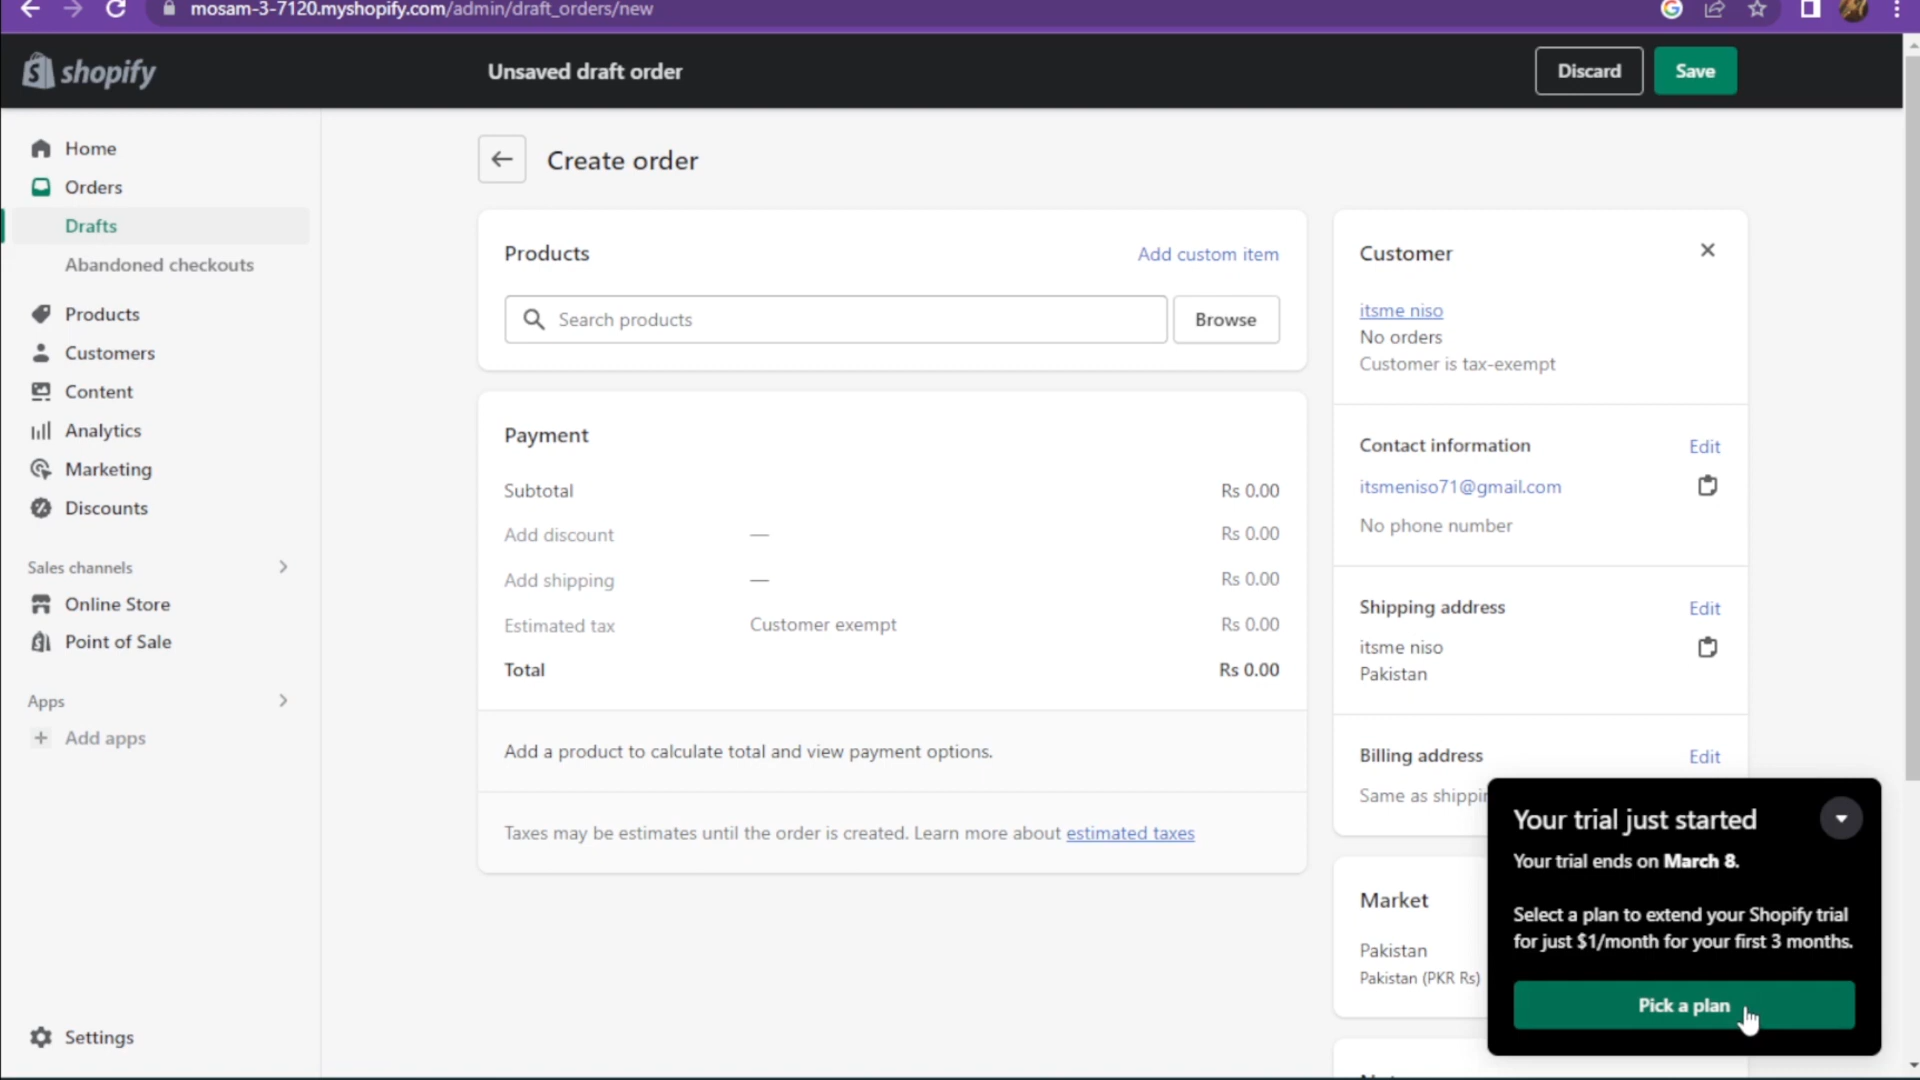 mosam-3-7120.myshopify.com/admin/draft_orders/new
shopify
Unsaved draft order
Discard
Save
Home
Orders
Drafts
Abandoned checkouts
Products
Customers
Content
Analytics
Marketing
Discounts
Sales channels
Online Store
Point of Sale
Apps
Add apps
Settings
Create order
Products
Add custom item
Search products
Browse
Payment
Subtotal Rs 0.00
Add discount — Rs 0.00
Add shipping — Rs 0.00
Estimated tax Customer exempt Rs 0.00
Total Rs 0.00
Add a product to calculate total and view payment options.
Taxes may be estimates until the order is created. Learn more about estimated taxes
Customer
itsme niso
No orders
Customer is tax-exempt
Contact information Edit
itsmeniso71@gmail.com
No phone number
Shipping address Edit
itsme niso
Pakistan
Billing address Edit
Same as
Market
Pakistan
Pakistan (PKR Rs)
Your trial just started
Your trial ends on March 8.
Select a plan to extend your Shopify trial
for just $1/month for your first 3 months.
Pick a plan